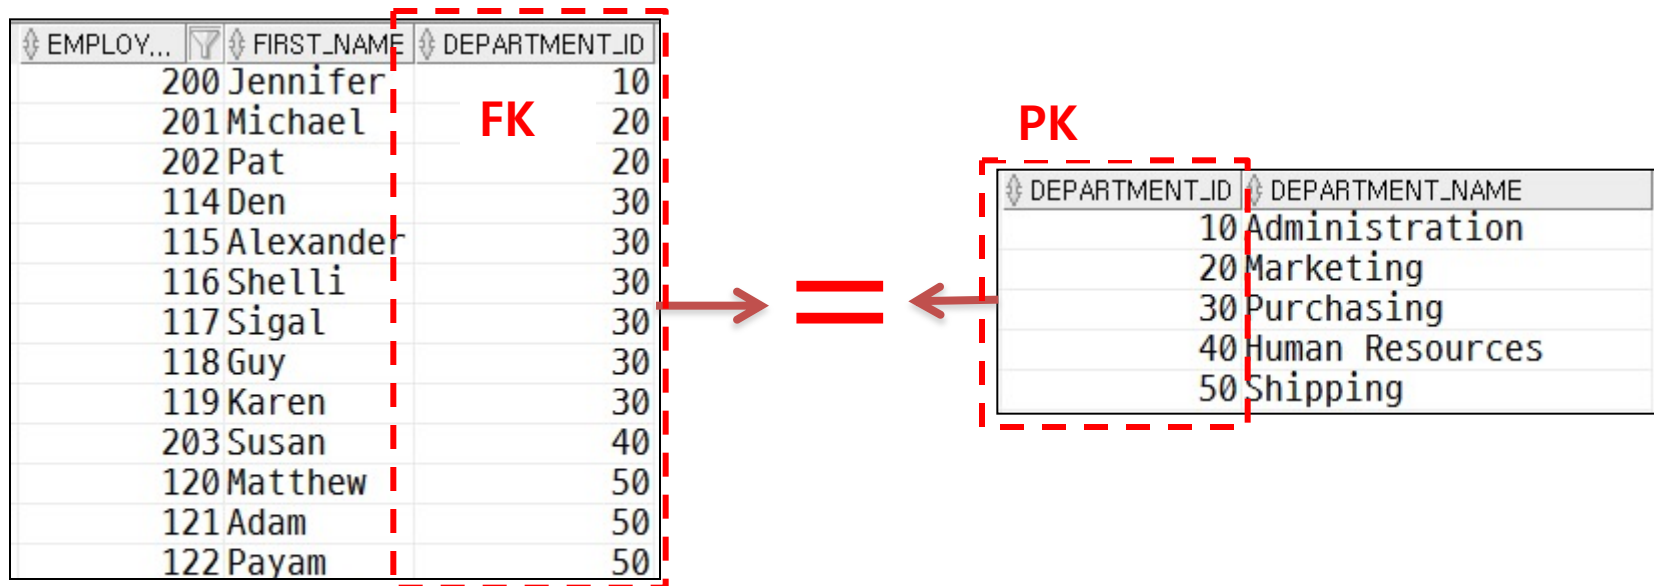 EMPLOY... FIRST_NAME DEPARTMENT_ID
200 Jennifer 10
201 Michael 20
202 Pat 20
114 Den 30
115 Alexander 30
116 Shelli 30
117 Sigal 30
118 Guy 30
119 Karen 30
203 Susan 40
120 Matthew 50
121 Adam 50
122 Payam 50
FK
=
PK
DEPARTMENT_ID DEPARTMENT_NAME
10 Administration
20 Marketing
30 Purchasing
40 Human Resources
50 Shipping